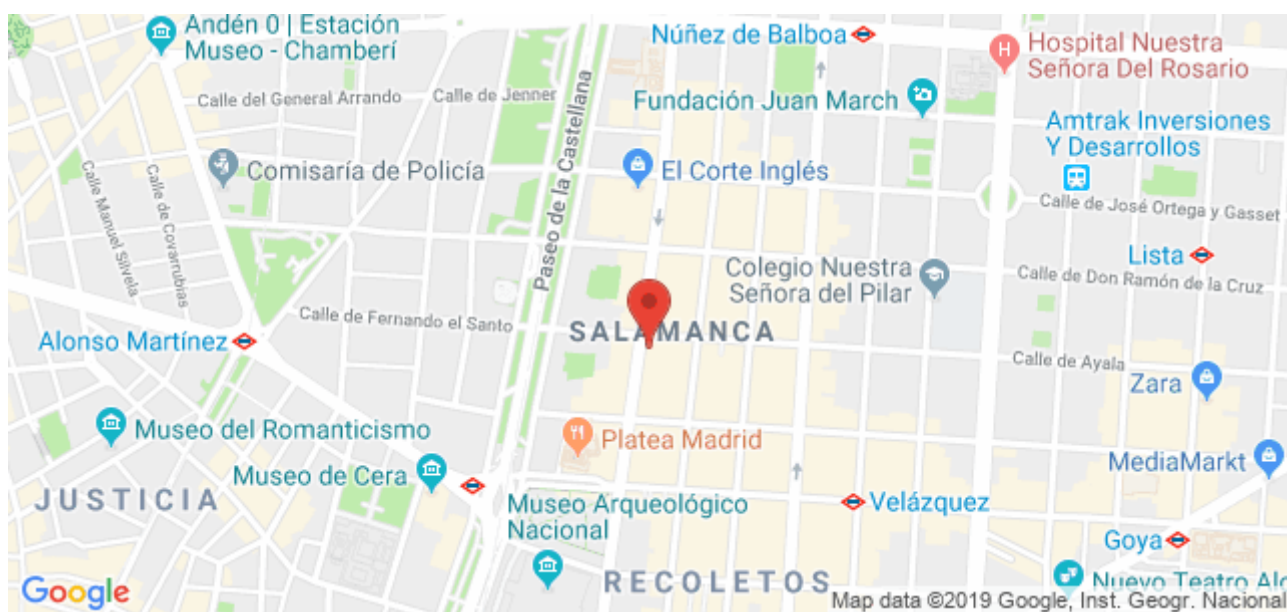 Andén 0 | Estación
Museo - Chamberí
Núñez de Balboa
Hospital Nuestra
Señora Del Rosario
Calle del General Arrando
Calle de Jenner
Fundación Juan March
Amtrak Inversiones
Y Desarrollos
Comisaría de Policía
El Corte Inglés
Calle Manuel Silvela
Calle de Covarrubias
Paseo de la Castellana
Calle de José Ortega y Gasset
Lista
Colegio Nuestra
Señora del Pilar
Calle de Don Ramón de la Cruz
Calle de Fernando el Santo
SALAMANCA
Alonso Martínez
Calle de Ayala
Zara
Museo del Romanticismo
Platea Madrid
Museo de Cera
MediaMarkt
JUSTICIA
Museo Arqueológico
Nacional
Velázquez
Goya
RECOLETOS
Nuevo Teatro Alc
Google
Map data ©2019 Google, Inst. Geogr. Nacional